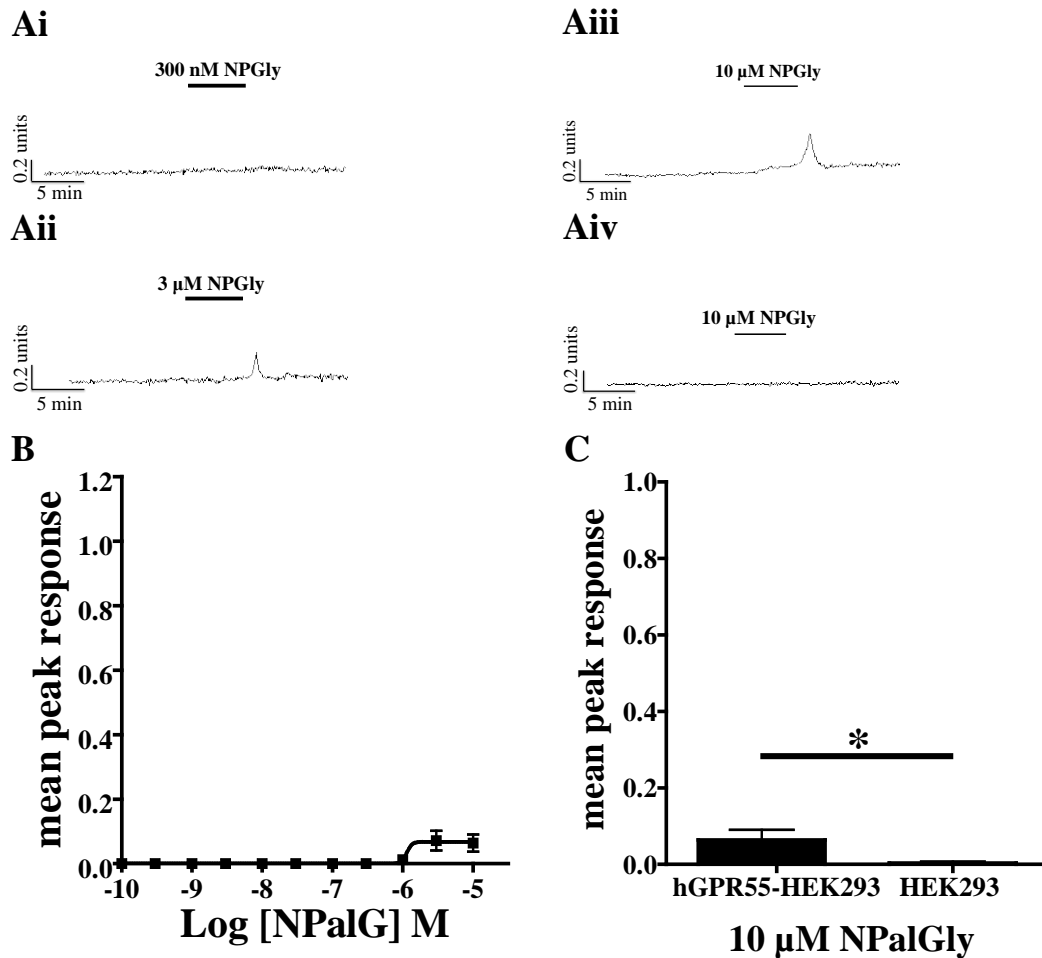 Ai
300 nM NPGly
0.2 units
5 min
Aiii
10 µM NPGly
0.2 units
5 min
Aii
3 µM NPGly
0.2 units
5 min
Aiv
10 µM NPGly
0.2 units
5 min
B
mean peak response
1.2
1.0
0.8
0.6
0.4
0.2
0.0
-10 -9 -8 -7 -6 -5
Log [NPalG] M
C
mean peak response
1.0
0.8
0.6
0.4
0.2
0.0
*
hGPR55-HEK293 HEK293
10 µM NPalGly